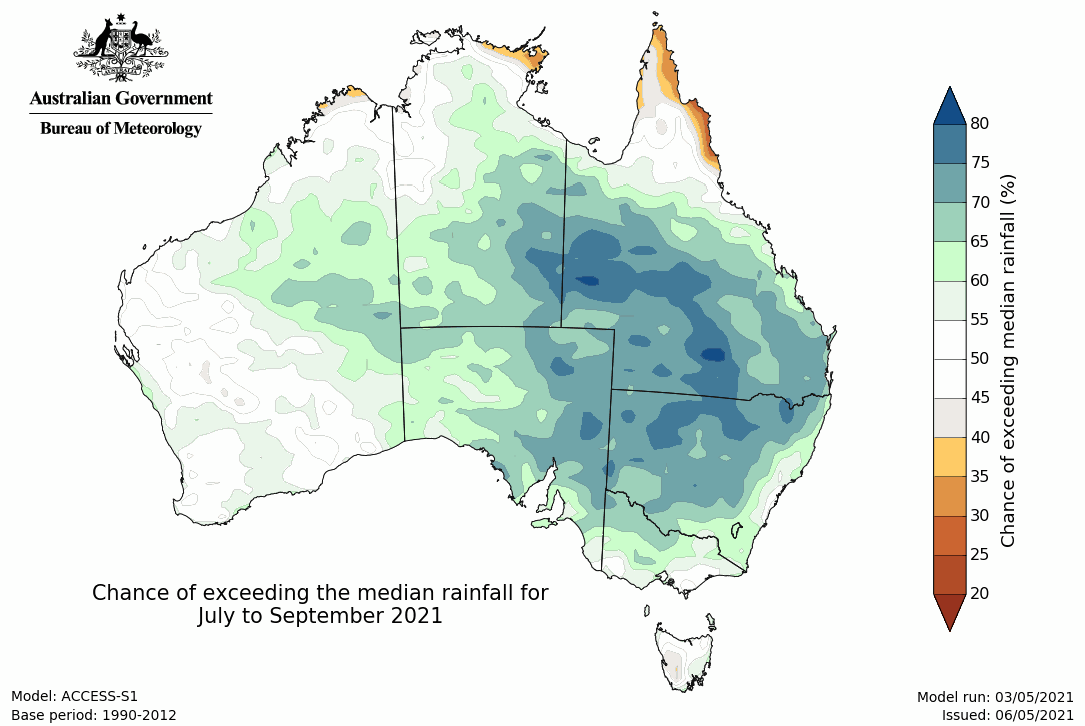 Australian Government
Bureau of Meteorology
80
75
70
65
60
55
50
45
40
35
30
25
20
Chance of exceeding median rainfall (%)
Chance of exceeding the median rainfall for
July to September 2021
Model: ACCESS-S1
Base period: 1990-2012
Model run: 03/05/2021
Issued: 06/05/2021